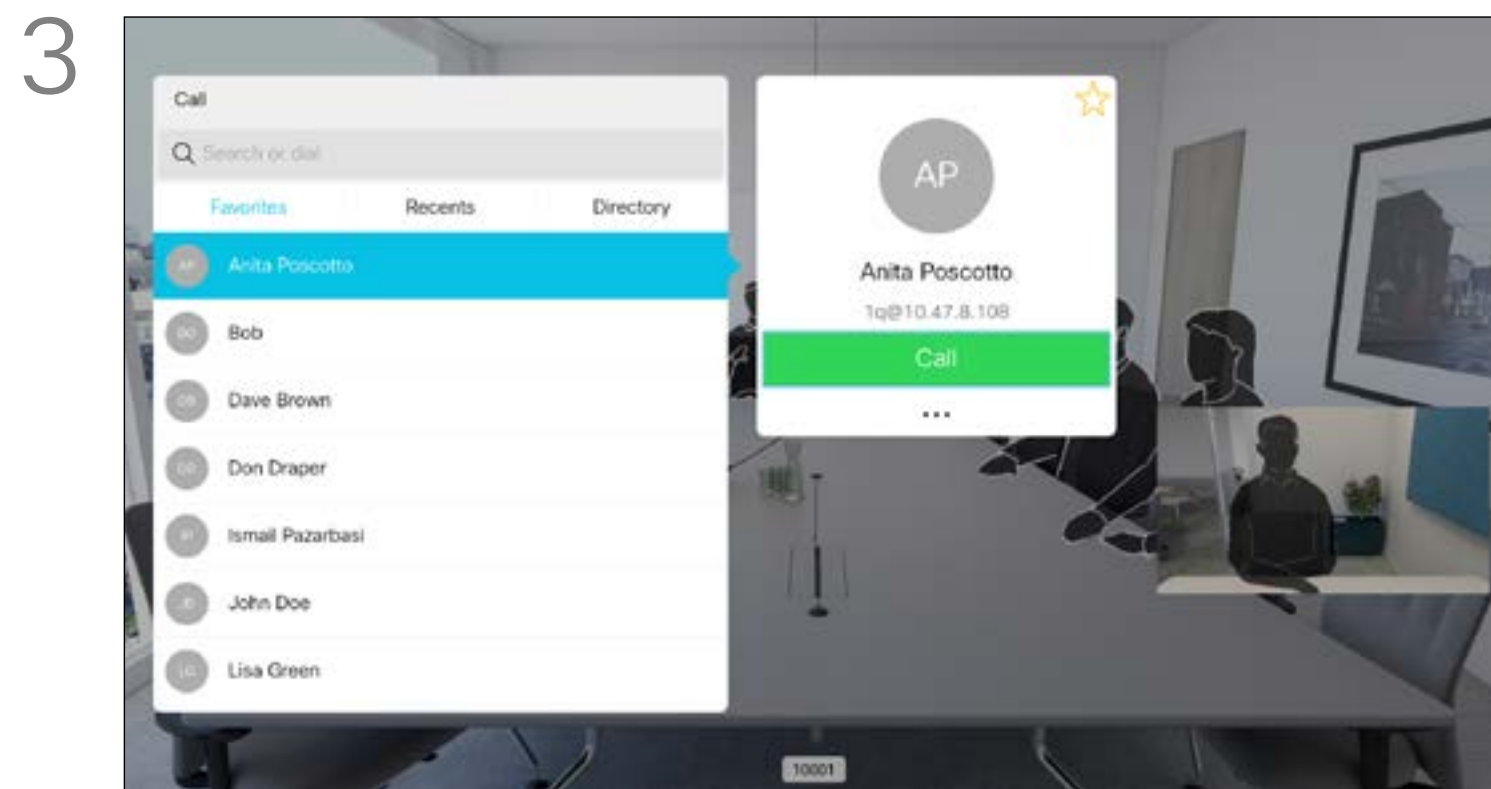 3
Call
Search or dial
Favorites Recents Directory
Anita Poscotto
Bob
Dave Brown
Don Draper
Ismail Pazarbasi
John Doe
Lisa Green
AP
Anita Poscotto
1q@10.47.8.108
Call
...
10001